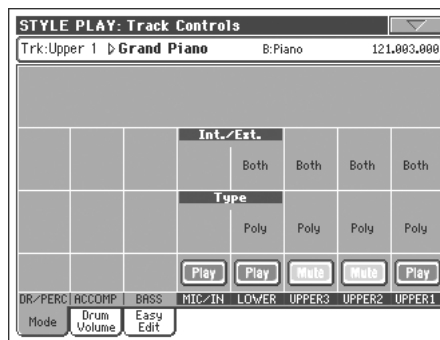 STYLE PLAY: Track Controls
Trk:Upper 1 ▷Grand Piano B:Piano 121.003.000
Int./Ext.
Both Both Both Both
Type
Poly Poly Poly Poly
Play Play Mute Mute Play
DR/PERC ACCOMP BASS MIC/IN LOWER UPPER3 UPPER2 UPPER1
Mode Drum Volume Easy Edit